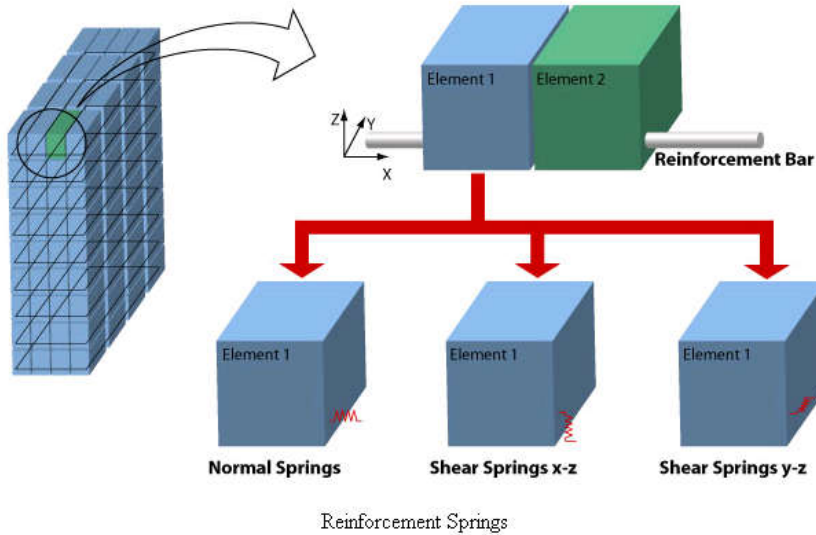 Element 1
Element 2
Z
Y
X
Reinforcement Bar
Element 1
Element 1
Element 1
Normal Springs
Shear Springs x-z
Shear Springs y-z
Reinforcement Springs